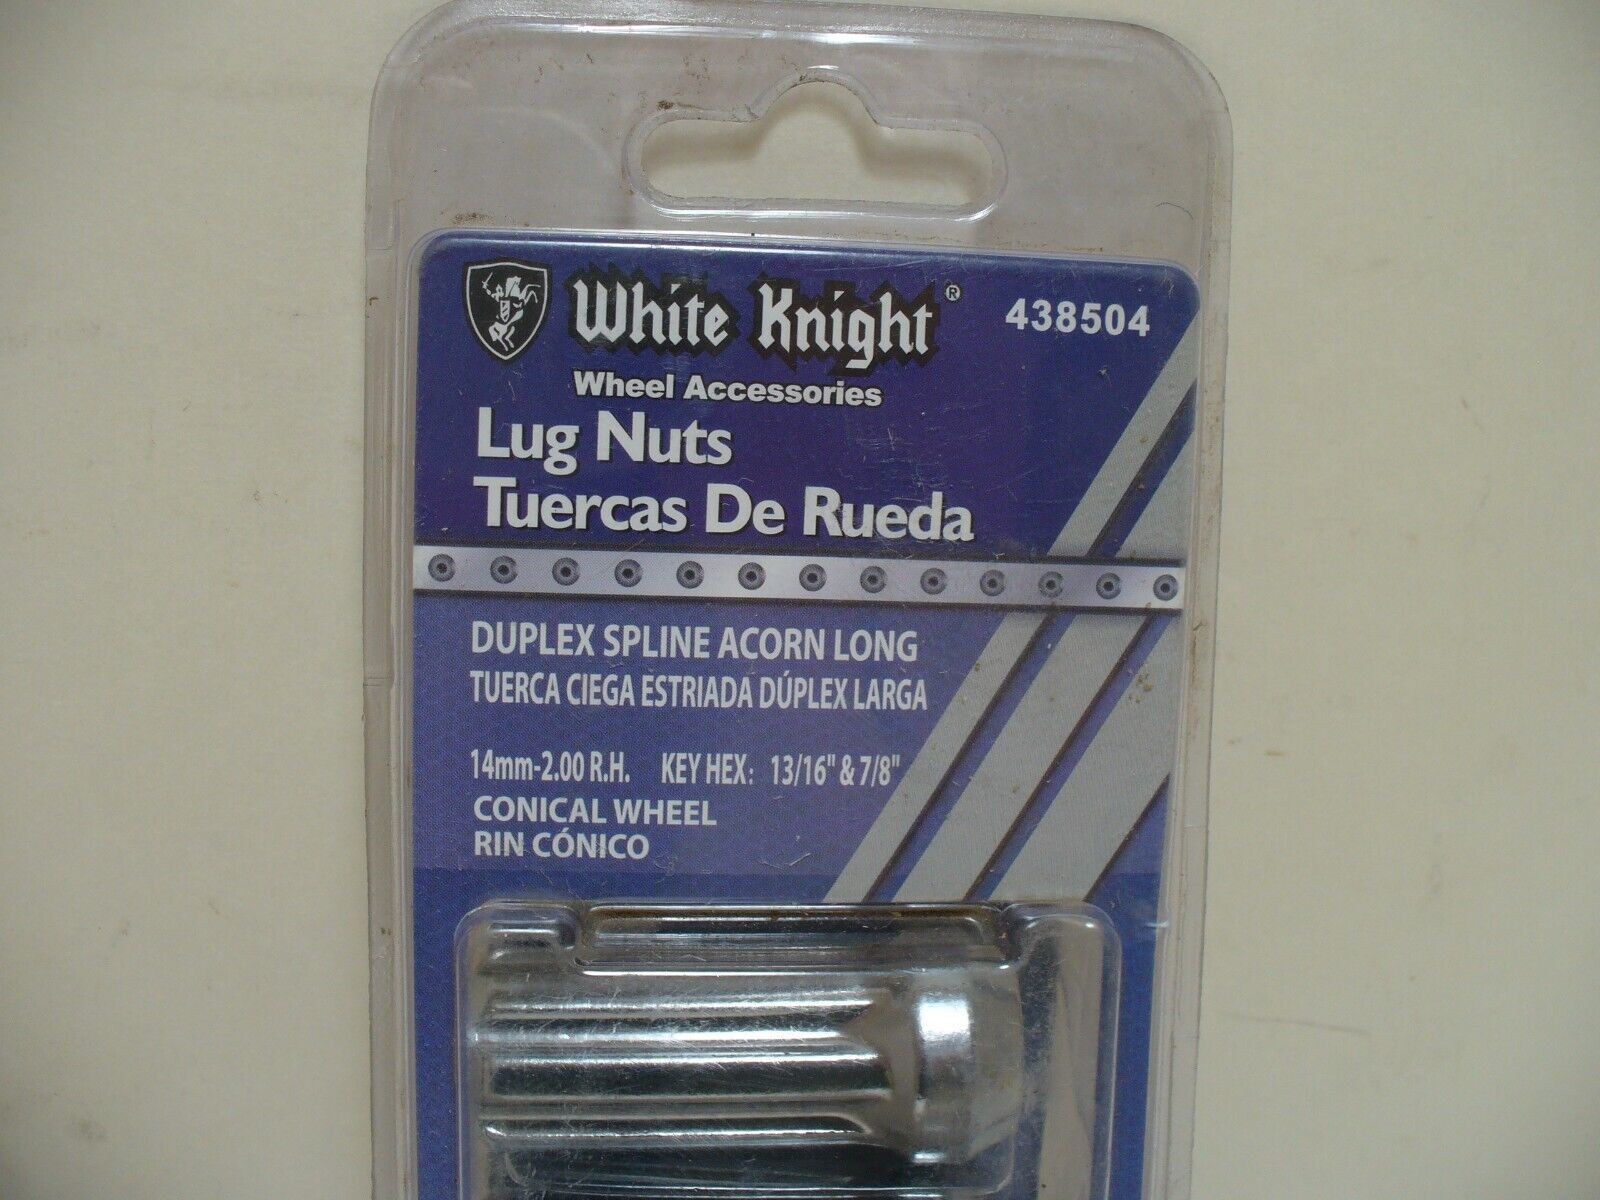 White Knight®
438504
Wheel Accessories
Lug Nuts
Tuercas De Rueda
DUPLEX SPLINE ACORN LONG
TUERCA CIEGA ESTRIADA DÚPLEX LARGA
14mm-2.00 R.H. KEY HEX: 13/16" & 7/8"
CONICAL WHEEL
RIN CÓNICO